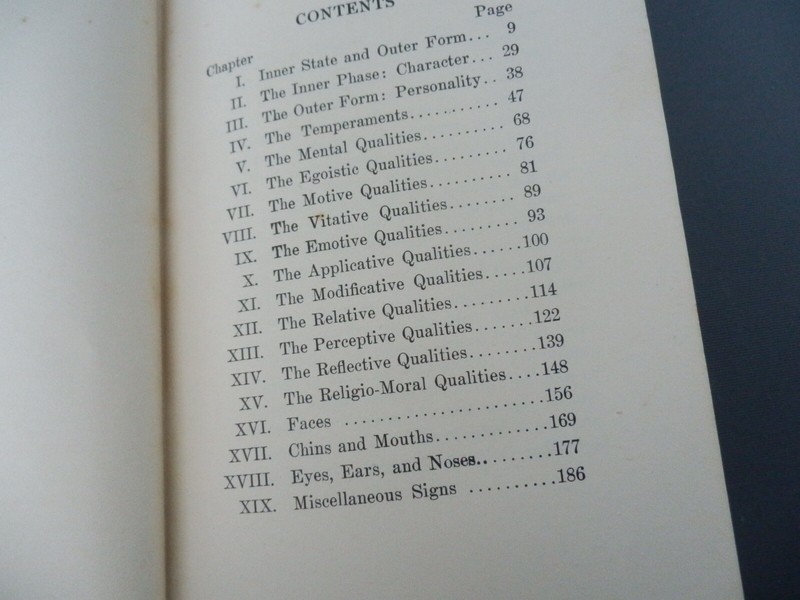 CONTENTS
Chapter Page
I. Inner State and Outer Form... 9
II. The Inner Phase: Character... 29
III. The Outer Form: Personality.. 38
IV. The Temperaments........... 47
V. The Mental Qualities......... 68
VI. The Egoistic Qualities........ 76
VII. The Motive Qualities......... 81
VIII. The Vitative Qualities........ 89
IX. The Emotive Qualities........ 93
X. The Applicative Qualities......100
XI. The Modificative Qualities.....107
XII. The Relative Qualities........114
XIII. The Perceptive Qualities.......122
XIV. The Reflective Qualities........139
XV. The Religio-Moral Qualities....148
XVI. Faces ....................156
XVII. Chins and Mouths............169
XVIII. Eyes, Ears, and Noses.........177
XIX. Miscellaneous Signs ..........186